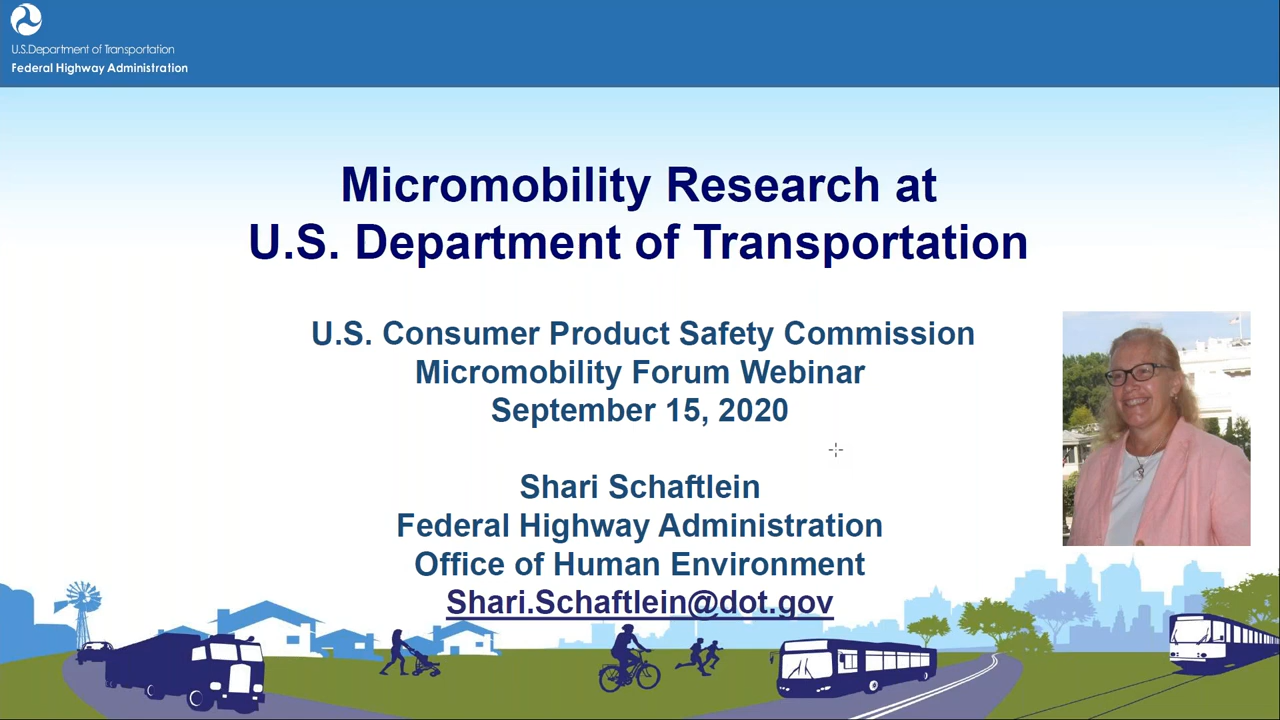 U.S.Department of Transportation
Federal Highway Administration
Micromobility Research at
U.S. Department of Transportation
U.S. Consumer Product Safety Commission
Micromobility Forum Webinar
September 15, 2020
Shari Schaftlein
Federal Highway Administration
Office of Human Environment
Shari.Schaftlein@dot.gov